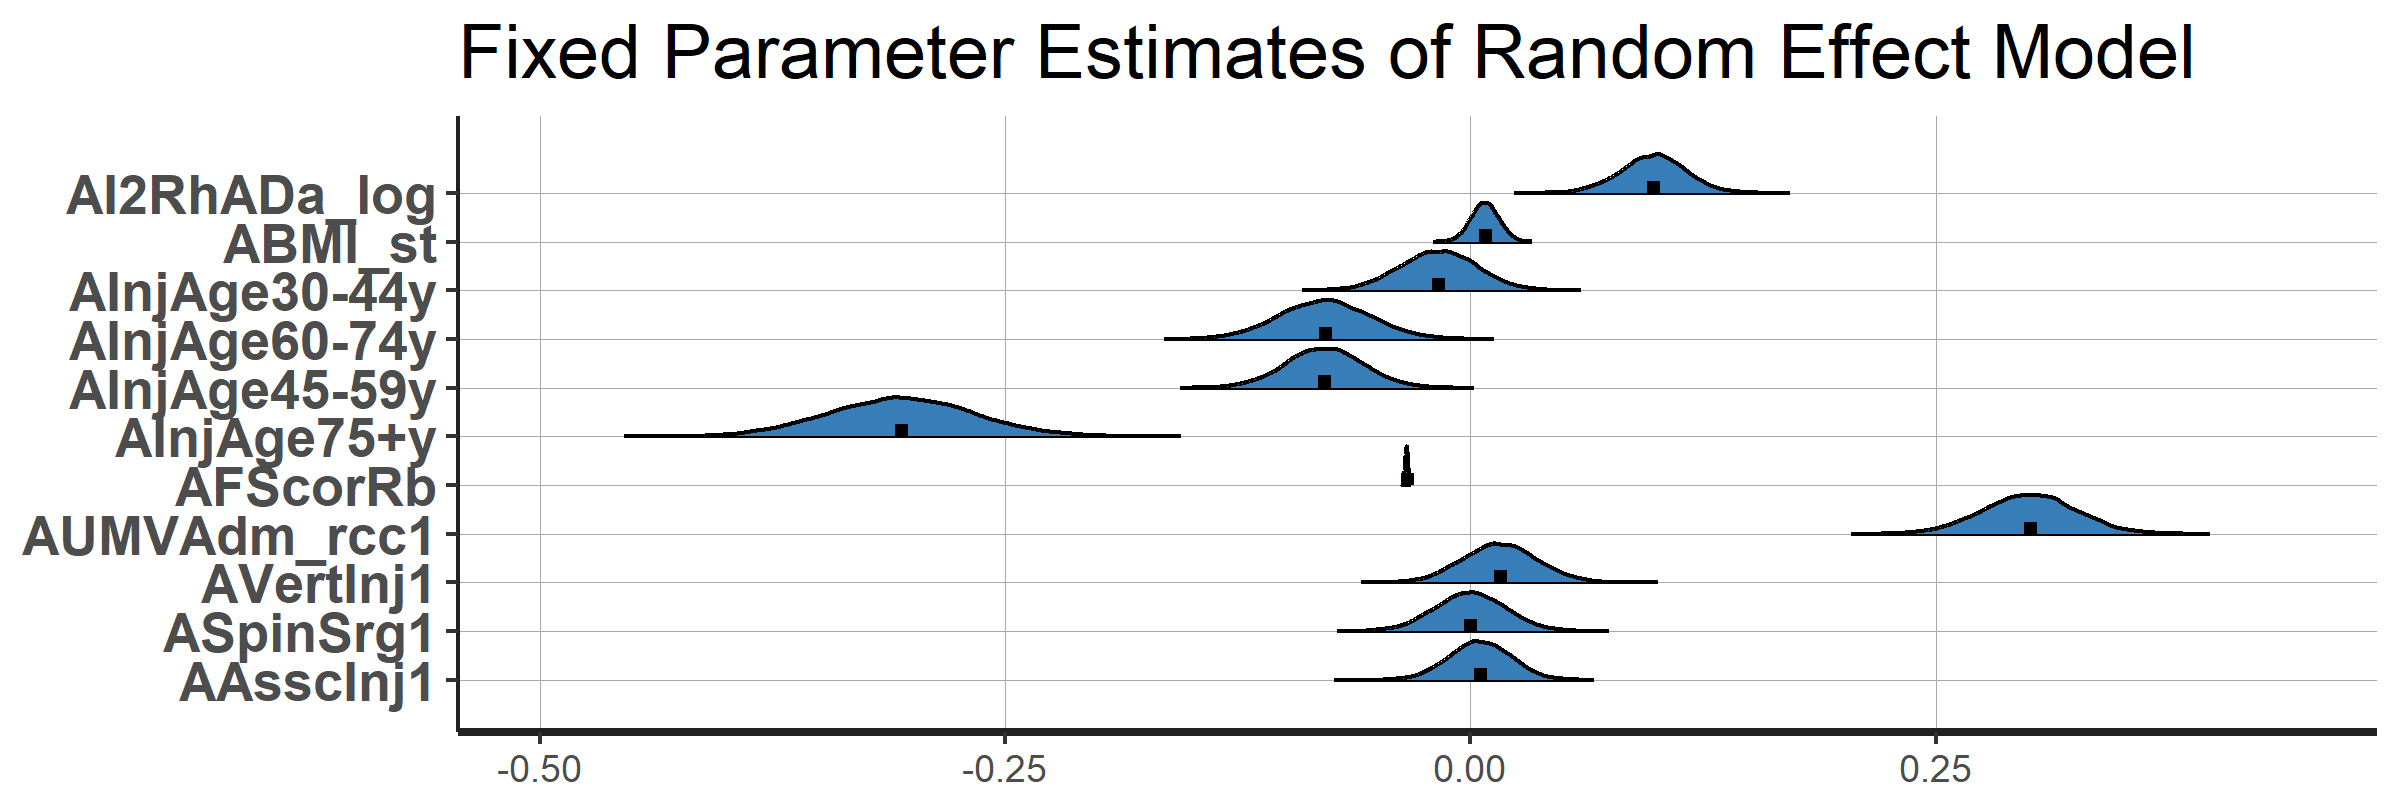 Fixed Parameter Estimates of Random Effect Model
AI2RhADa_log
ABMI_st
AInjAge30-44y
AInjAge60-74y
AInjAge45-59y
AInjAge75+y
AFScorRb
AUMVAdm_rcc1
AVertInj1
ASpinSrg1
AAsscInj1
-0.50 -0.25 0.00 0.25